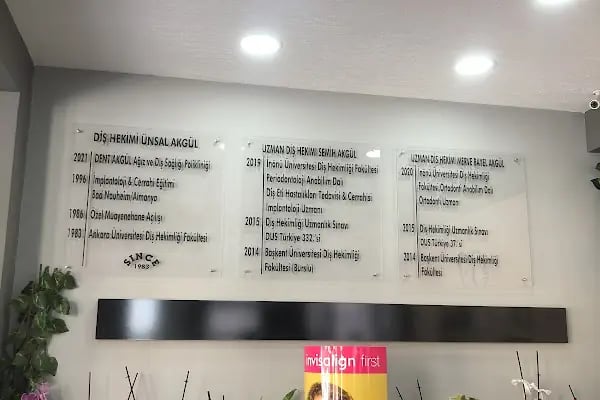 DİŞ HEKİMİ ÜNSAL AKGÜL
2021 DENT AKGÜL Ağız ve Diş Sağlığı Polikliniği
1996 İmplantoloji & Cerrahi Eğitimi
Bad Nauheim/Almanya
1986 Özel Muayenehane Açılışı
1983 Ankara Üniversitesi Diş Hekimliği Fakültesi
SINCE
1983
UZMAN DİŞ HEKİMİ SEMİH AKGÜL
2019 İnönü Üniversitesi Diş Hekimliği Fakültesi
Periodontoloji Anabilim Dalı
Diş Eti Hastalıkları Tedavisi & Cerrahisi
İmplantoloji Uzmanı
2015 Diş Hekimliği Uzmanlık Sınavı
DUS Türkiye 332.'si
2014 Başkent Üniversitesi Diş Hekimliği
Fakültesi (Burslu)
UZMAN DİŞ HEKİMİ MERVE BATEL AKGÜL
2020 İnönü Üniversitesi Diş Hekimliği
Fakültesi Ortodonti Anabilim Dalı
Ortodonti Uzmanı
2015 Diş Hekimliği Uzmanlık Sınavı
DUS Türkiye 37.'si
2014 Başkent Üniversitesi Diş Hekimliği
Fakültesi
invisalign first